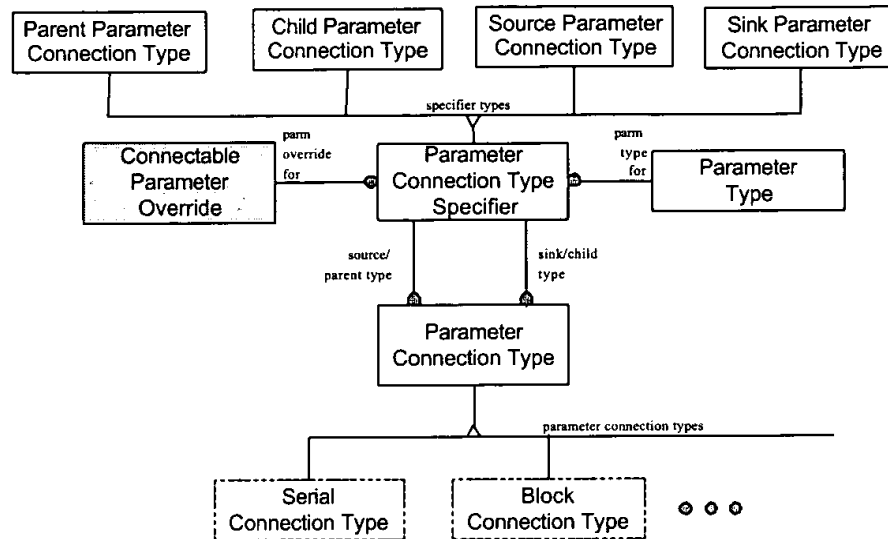 Parent Parameter
Connection Type
Child Parameter
Connection Type
Source Parameter
Connection Type
Sink Parameter
Connection Type
specifier types
parm
override
for
Connectable
Parameter
Override
Parameter
Connection Type
Specifier
parm
type
for
Parameter
Type
source/
parent type
sink/child
type
Parameter
Connection Type
parameter connection types
Serial
Connection Type
Block
Connection Type